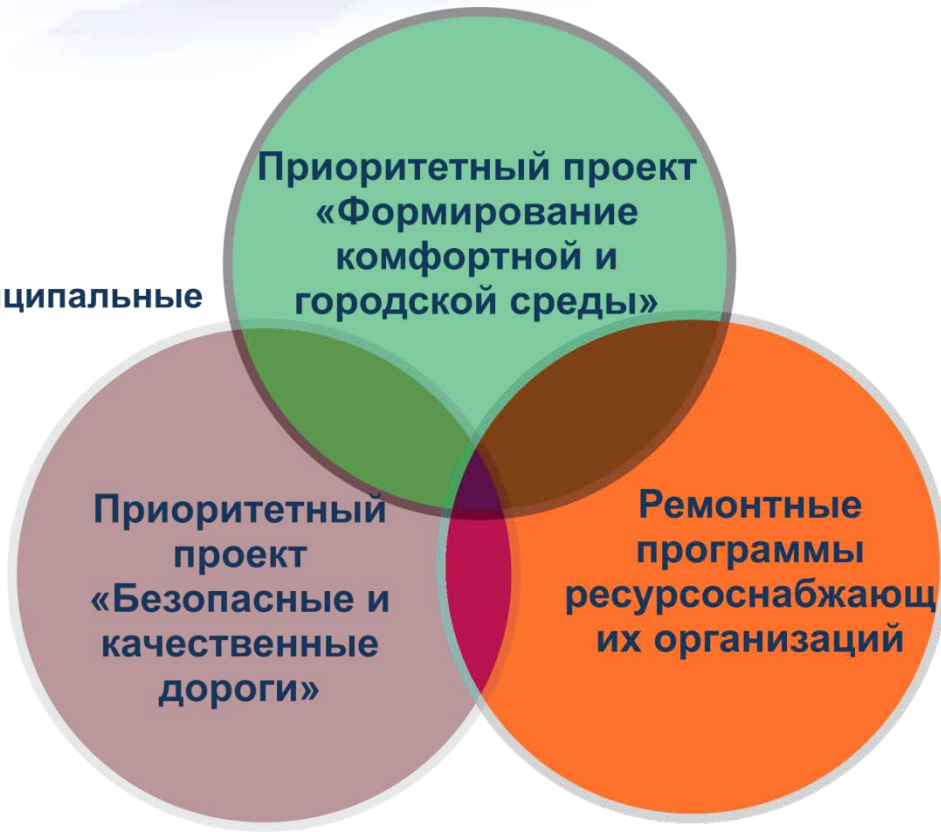 Приоритетный проект
«Формирование
комфортной и
городской среды»
ципальные
Приоритетный
проект
«Безопасные и
качественные
дороги»
Ремонтные
программы
ресурсоснабжающ
их организаций